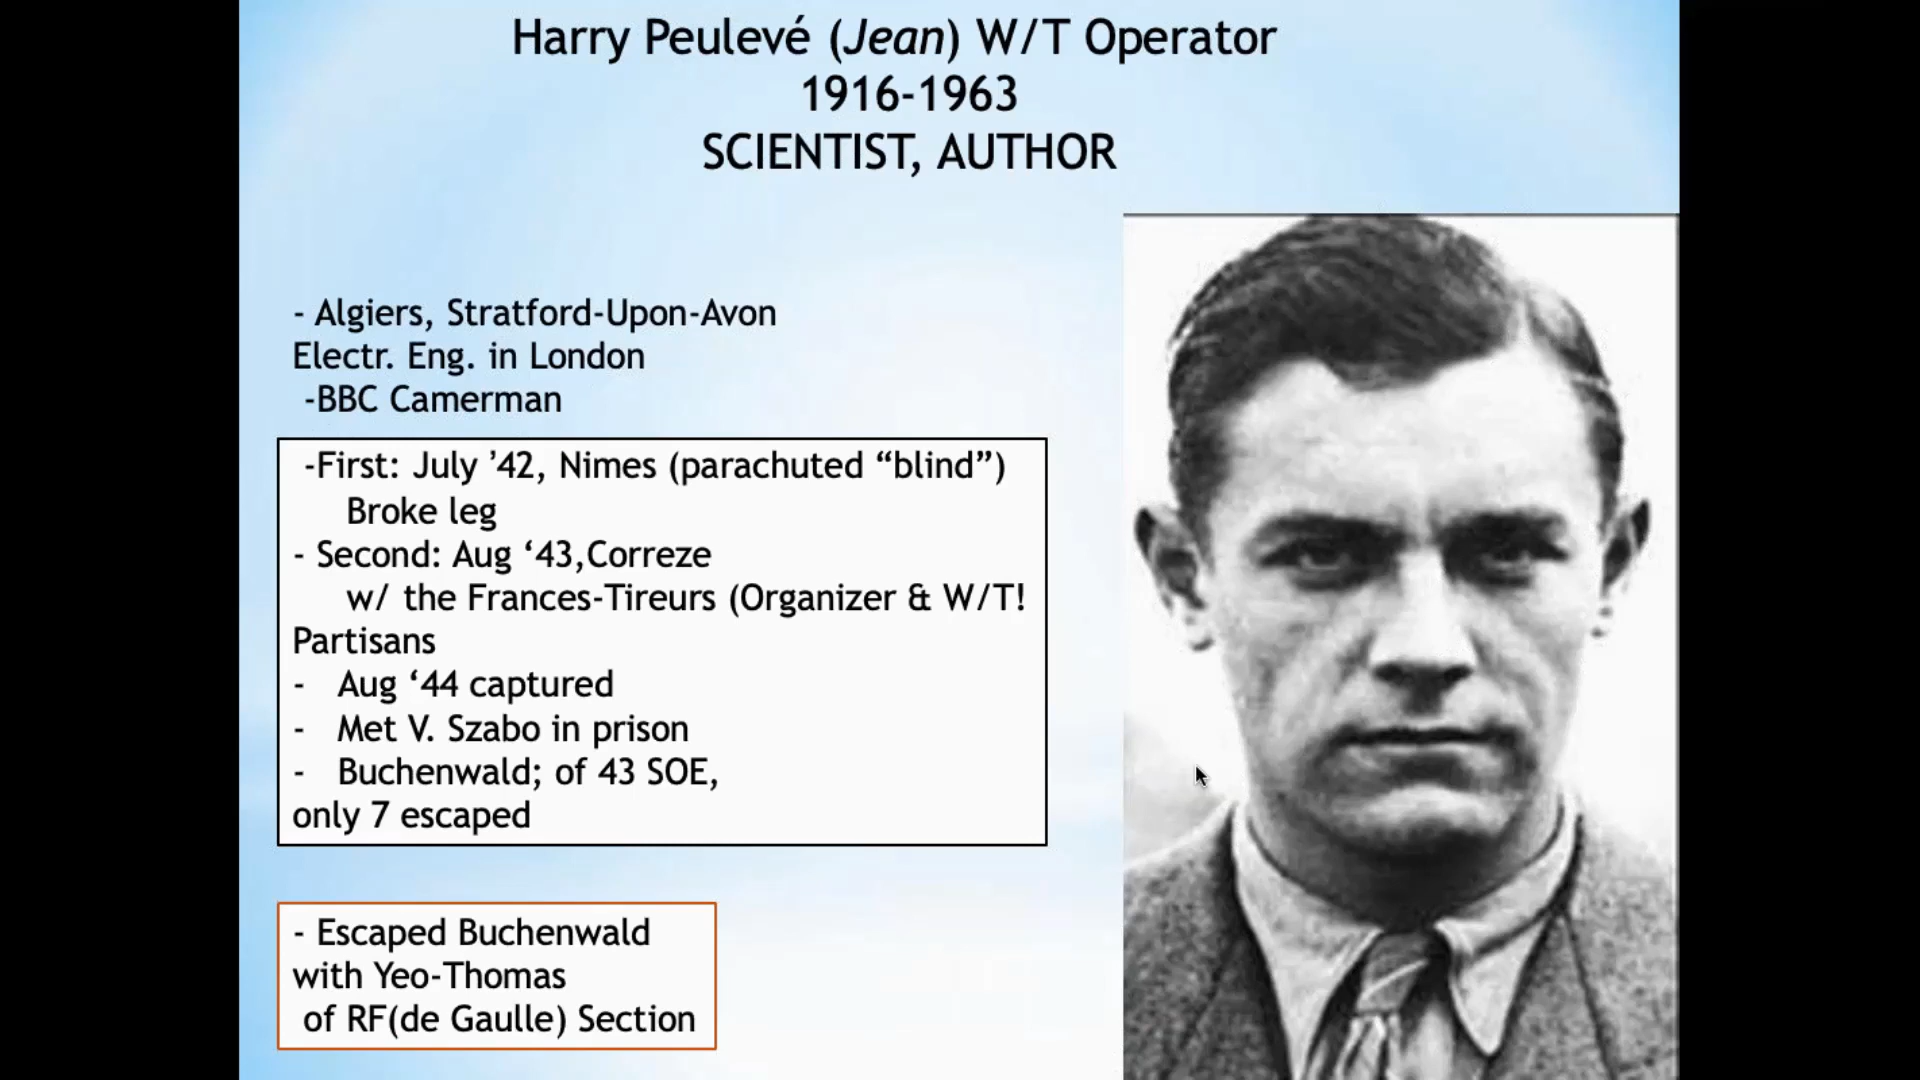 Harry Peulevé (Jean) W/T Operator
1916-1963
SCIENTIST, AUTHOR
- Algiers, Stratford-Upon-Avon
Electr. Eng. in London
-BBC Camerman
-First: July ’42, Nimes (parachuted “blind”)
Broke leg
- Second: Aug ‘43,Correze
w/ the Frances-Tireurs (Organizer & W/T!
Partisans
- Aug ‘44 captured
- Met V. Szabo in prison
- Buchenwald; of 43 SOE,
only 7 escaped
- Escaped Buchenwald
with Yeo-Thomas
of RF(de Gaulle) Section